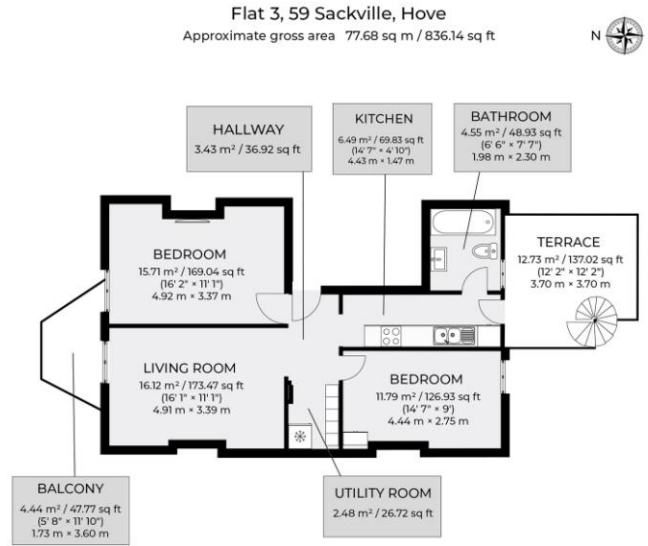 Flat 3, 59 Sackville, Hove
Approximate gross area 77.68 sq m / 836.14 sq ft
N
HALLWAY
3.43 m² / 36.92 sq ft
KITCHEN
6.49 m² / 69.83 sq ft
(14' 7" × 4' 10")
4.43 m × 1.47 m
BATHROOM
4.55 m² / 48.93 sq ft
(6' 6" × 7' 7")
1.98 m × 2.30 m
BEDROOM
15.71 m² / 169.04 sq ft
(16' 2" × 11' 1")
4.92 m × 3.37 m
TERRACE
12.73 m² / 137.02 sq ft
(12' 2" × 12' 2")
3.70 m × 3.70 m
LIVING ROOM
16.12 m² / 173.47 sq ft
(16' 1" × 11' 1")
4.91 m × 3.39 m
BEDROOM
11.79 m² / 126.93 sq ft
(14' 7" × 9')
4.44 m × 2.75 m
BALCONY
4.44 m² / 47.77 sq ft
(5' 8" × 11' 10")
1.73 m × 3.60 m
UTILITY ROOM
2.48 m² / 26.72 sq ft